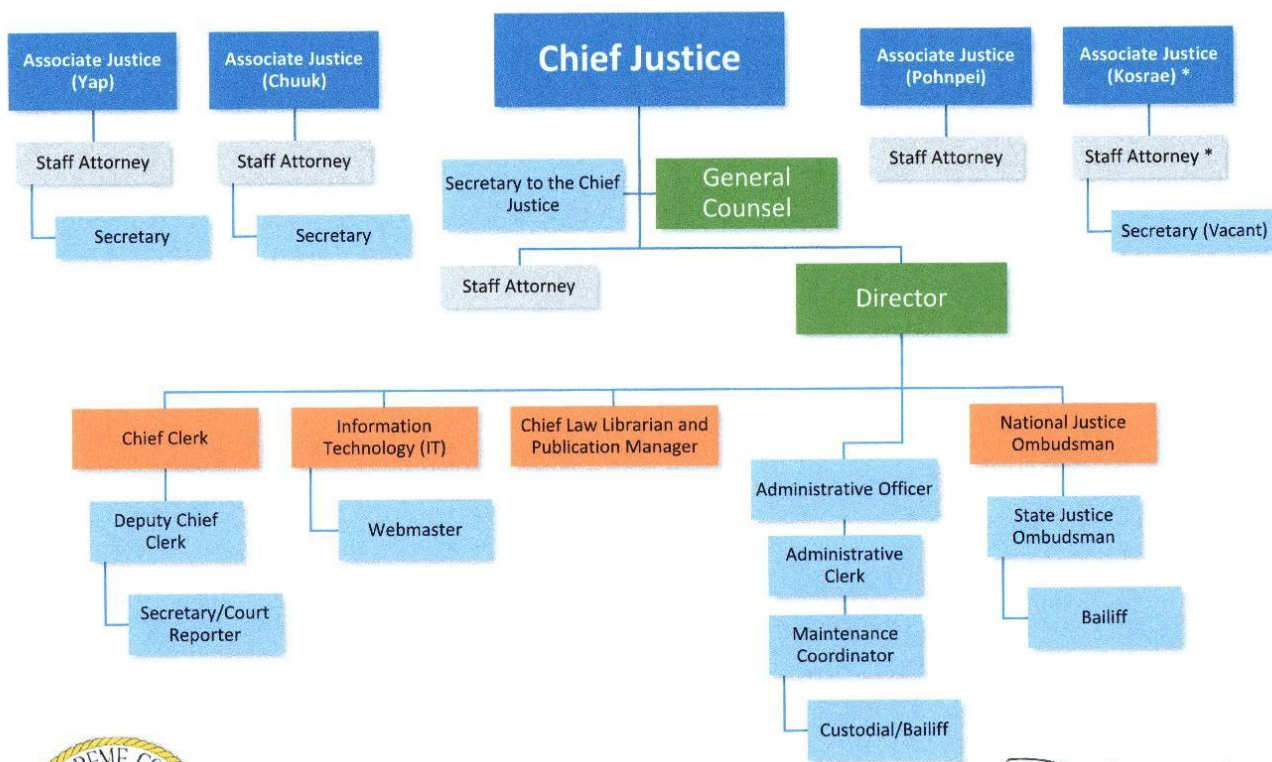 Associate Justice
(Yap)
Associate Justice
(Chuuk)
Chief Justice
Associate Justice
(Pohnpei)
Associate Justice
(Kosrae) *
Staff Attorney
Staff Attorney
Staff Attorney
Staff Attorney *
Secretary
Secretary
Secretary to the Chief
Justice
General
Counsel
Secretary (Vacant)
Staff Attorney
Director
Chief Clerk
Information
Technology (IT)
Chief Law Librarian and
Publication Manager
National Justice
Ombudsman
Deputy Chief
Clerk
Webmaster
Administrative Officer
State Justice
Ombudsman
Secretary/Court
Reporter
Administrative
Clerk
Bailiff
Maintenance
Coordinator
Custodial/Bailiff